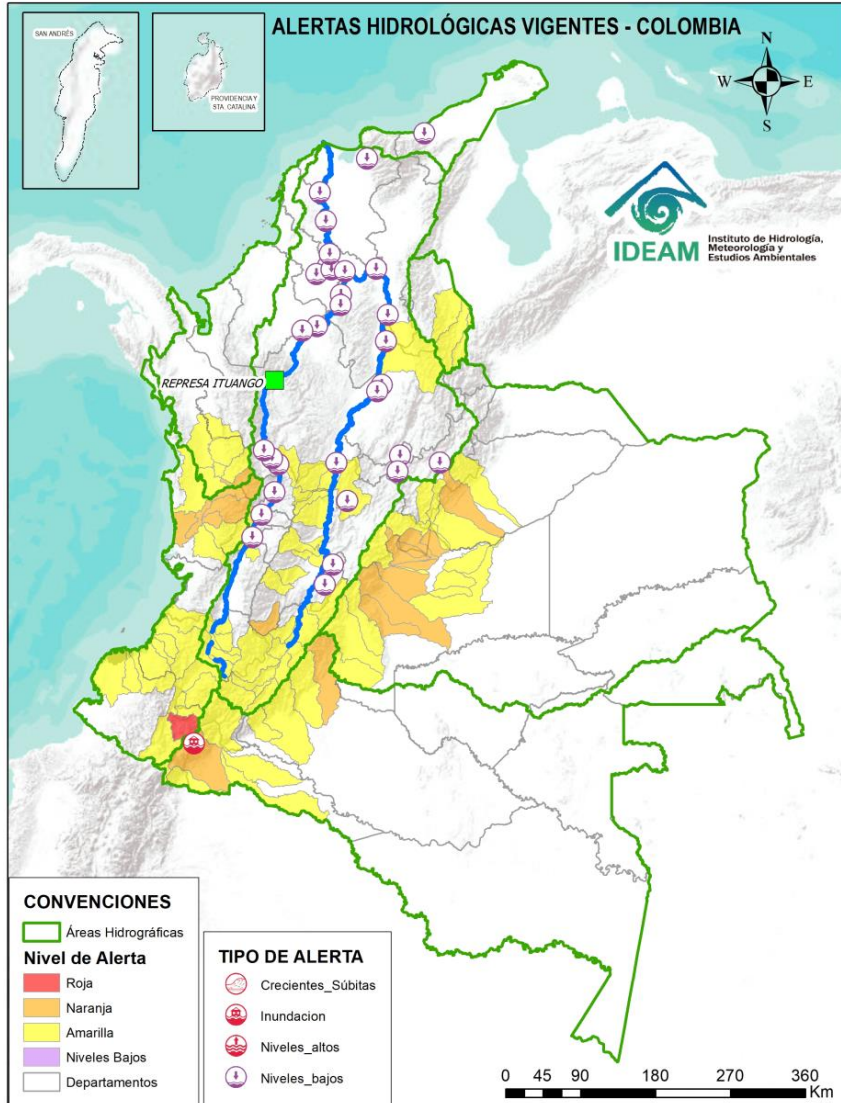 ALERTAS HIDROLÓGICAS VIGENTES - COLOMBIA
SAN ANDRÉS
PROVIDENCIA Y
STA. CATALINA
N
W
E
S
IDEAM
Instituto de Hidrología,
Meteorología y
Estudios Ambientales
REPRESA ITUANGO
CONVENCIONES
Áreas Hidrográficas
Nivel de Alerta
Roja
Naranja
Amarilla
Niveles Bajos
Departamentos
TIPO DE ALERTA
Crecientes_Súbitas
Inundacion
Niveles_altos
Niveles_bajos
0 45 90 180 270 360
Km